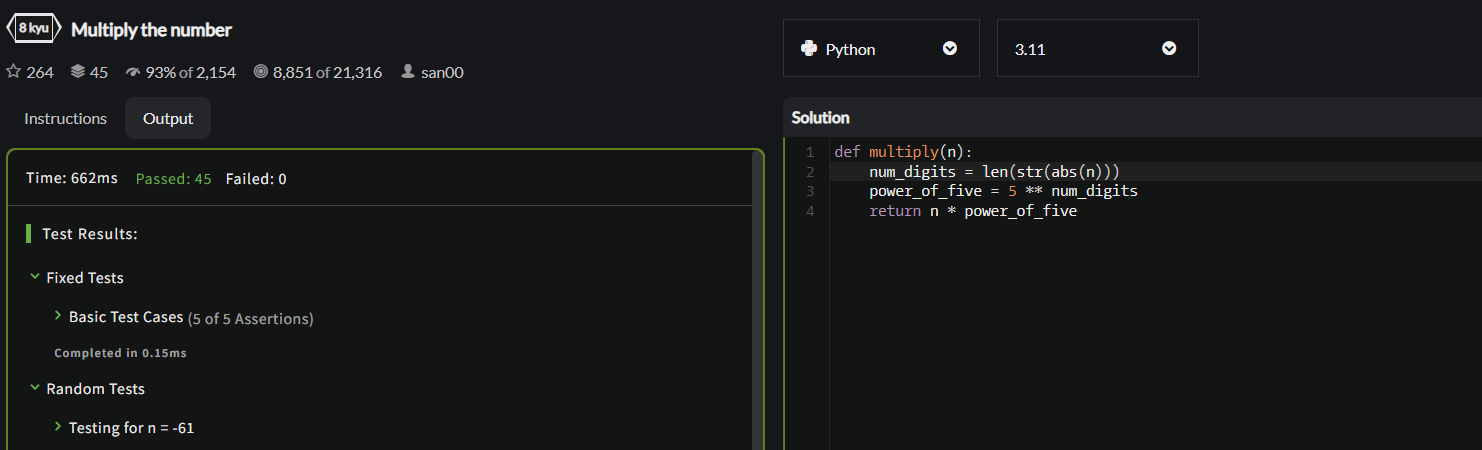 8 kyu Multiply the number
264 45 93% of 2,154 8,851 of 21,316 san00
Instructions Output
Time: 662ms Passed: 45 Failed: 0
Test Results:
Fixed Tests
Basic Test Cases (5 of 5 Assertions)
Completed in 0.15ms
Random Tests
Testing for n = -61
Python 3.11
Solution
1 def multiply(n):
2 num_digits = len(str(abs(n)))
3 power_of_five = 5 ** num_digits
4 return n * power_of_five